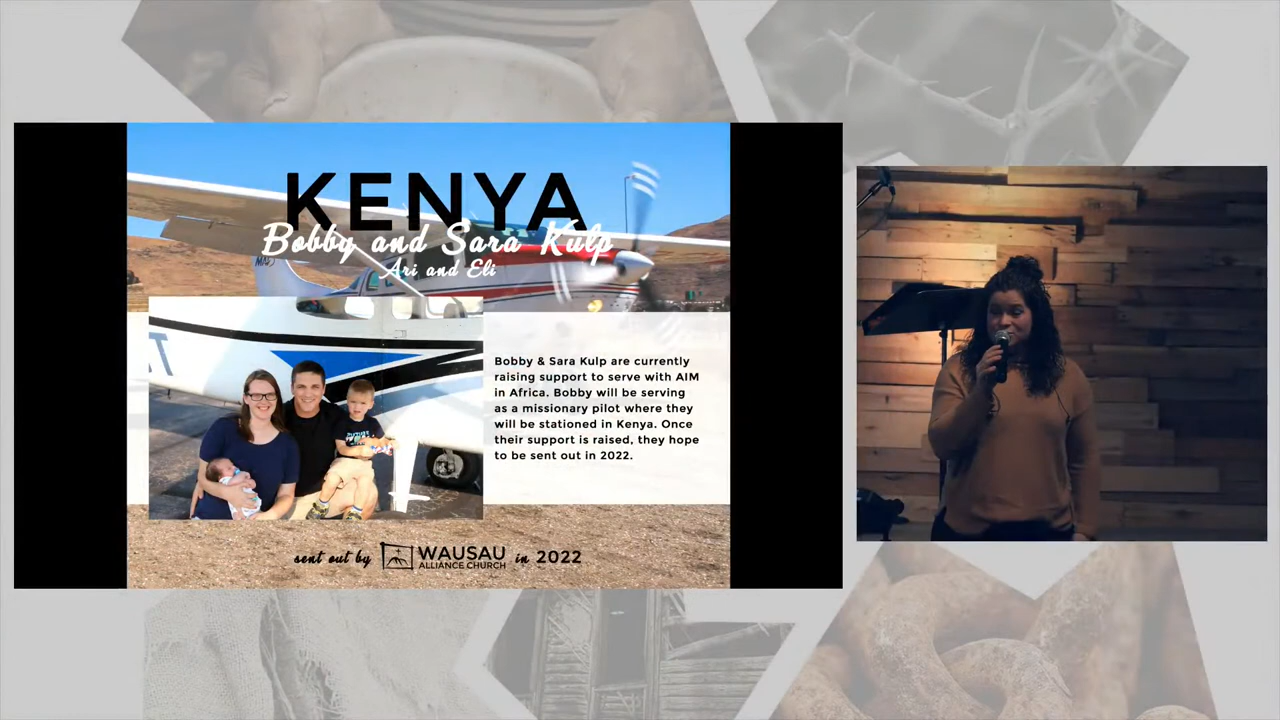 KENYA
Bobby and Sara Kulp
Ari and Eli
Bobby & Sara Kulp are currently
raising support to serve with AIM
in Africa. Bobby will be serving
as a missionary pilot where they
will be stationed in Kenya. Once
their support is raised, they hope
to be sent out in 2022.
sent out by WAUSAU ALLIANCE CHURCH in 2022